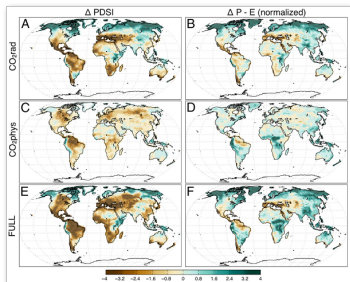 Δ PDSI
Δ P - E (normalized)
CO₂rad
A
B
CO₂phys
C
D
FULL
E
F
-4 -3.2 -2.4 -1.6 -0.8 0 0.8 1.6 2.4 3.2 4